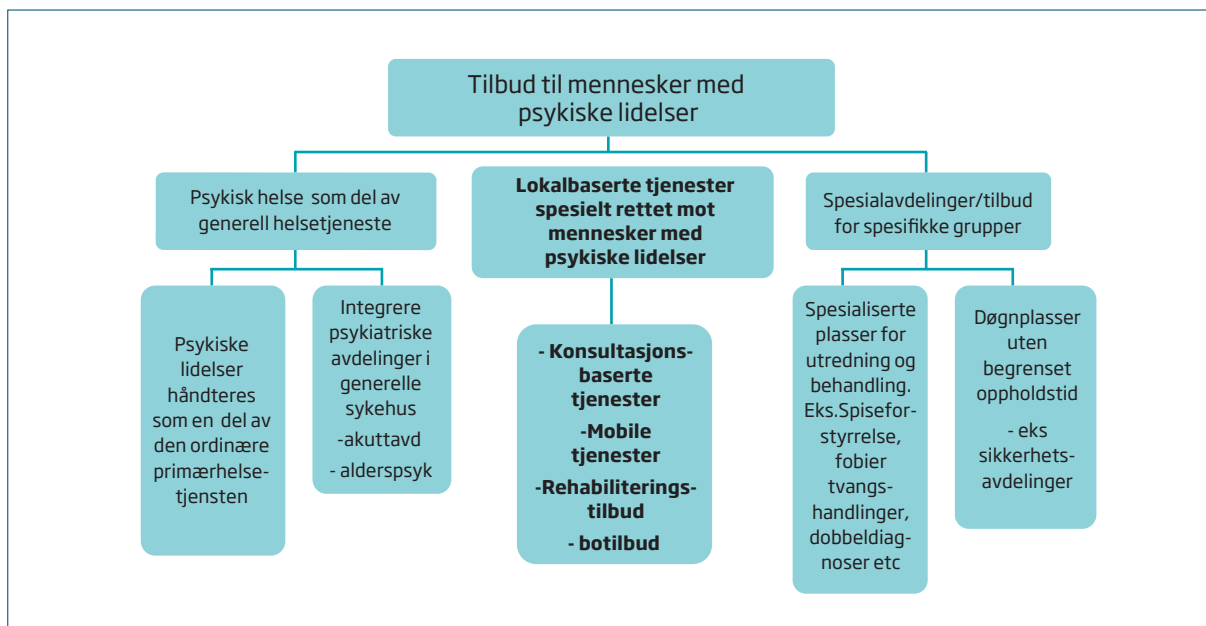 Tilbud til mennesker med
psykiske lidelser
Psykisk helse som del av
generell helsetjeneste
Lokalbaserte tjenester
spesielt rettet mot
mennesker med
psykiske lidelser
Spesialavdelinger/tilbud
for spesifikke grupper
Psykiske
lidelser
håndteres
som en del av
den ordinære
primærhelse-
tjensten
Integrere
psykiatriske
avdelinger i
generelle
sykehus
-akuttavd
- alderspsyk
- Konsultasjons-
baserte
tjenester
-Mobile
tjenester
-Rehabiliterings-
tilbud
- botilbud
Spesialiserte
plasser for
utredning og
behandling.
Eks.Spisefor-
styrrelse,
fobier
tvangs-
handlinger,
dobbeldiag-
noser etc
Døgnplasser
uten
begrenset
oppholdstid
- eks
sikkerhets-
avdelinger